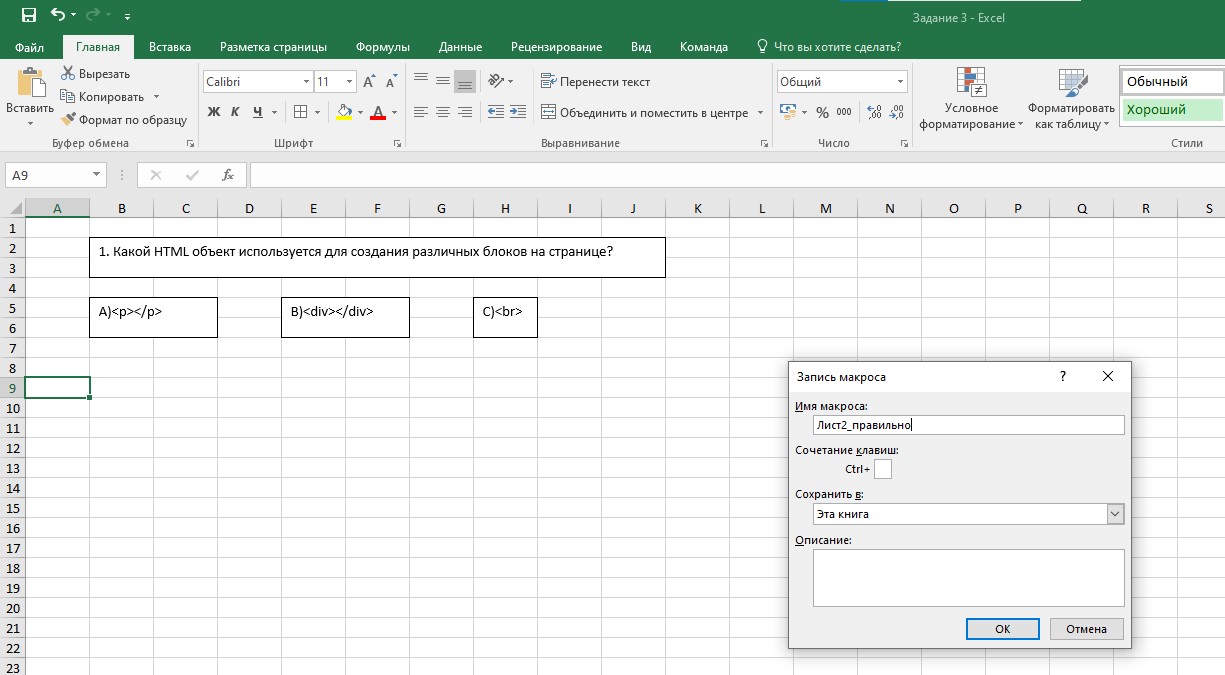 Задание 3 - Excel
Файл Главная Вставка Разметка страницы Формулы Данные Рецензирование Вид Команда Что вы хотите сделать?
Вставить
Вырезать
Копировать
Формат по образцу
Буфер обмена
Calibri 11
Ж К Ч
Шрифт
Перенести текст
Объединить и поместить в центре
Выравнивание
Общий
% 000
Число
Условное
форматирование
Форматировать
как таблицу
Обычный
Хороший
Стили
A9
fx
A B C D E F G H I J K L M N O P Q R S
1
2
3
4
5
6
7
8
9
10
11
12
13
14
15
16
17
18
19
20
21
22
23
1. Какой HTML объект используется для создания различных блоков на странице?
A)<p></p> B)<div></div> C)<br>
Запись макроса
?
Имя макроса:
Лист2_правильно
Сочетание клавиш:
Ctrl+
Сохранить в:
Эта книга
Описание:
ОК Отмена